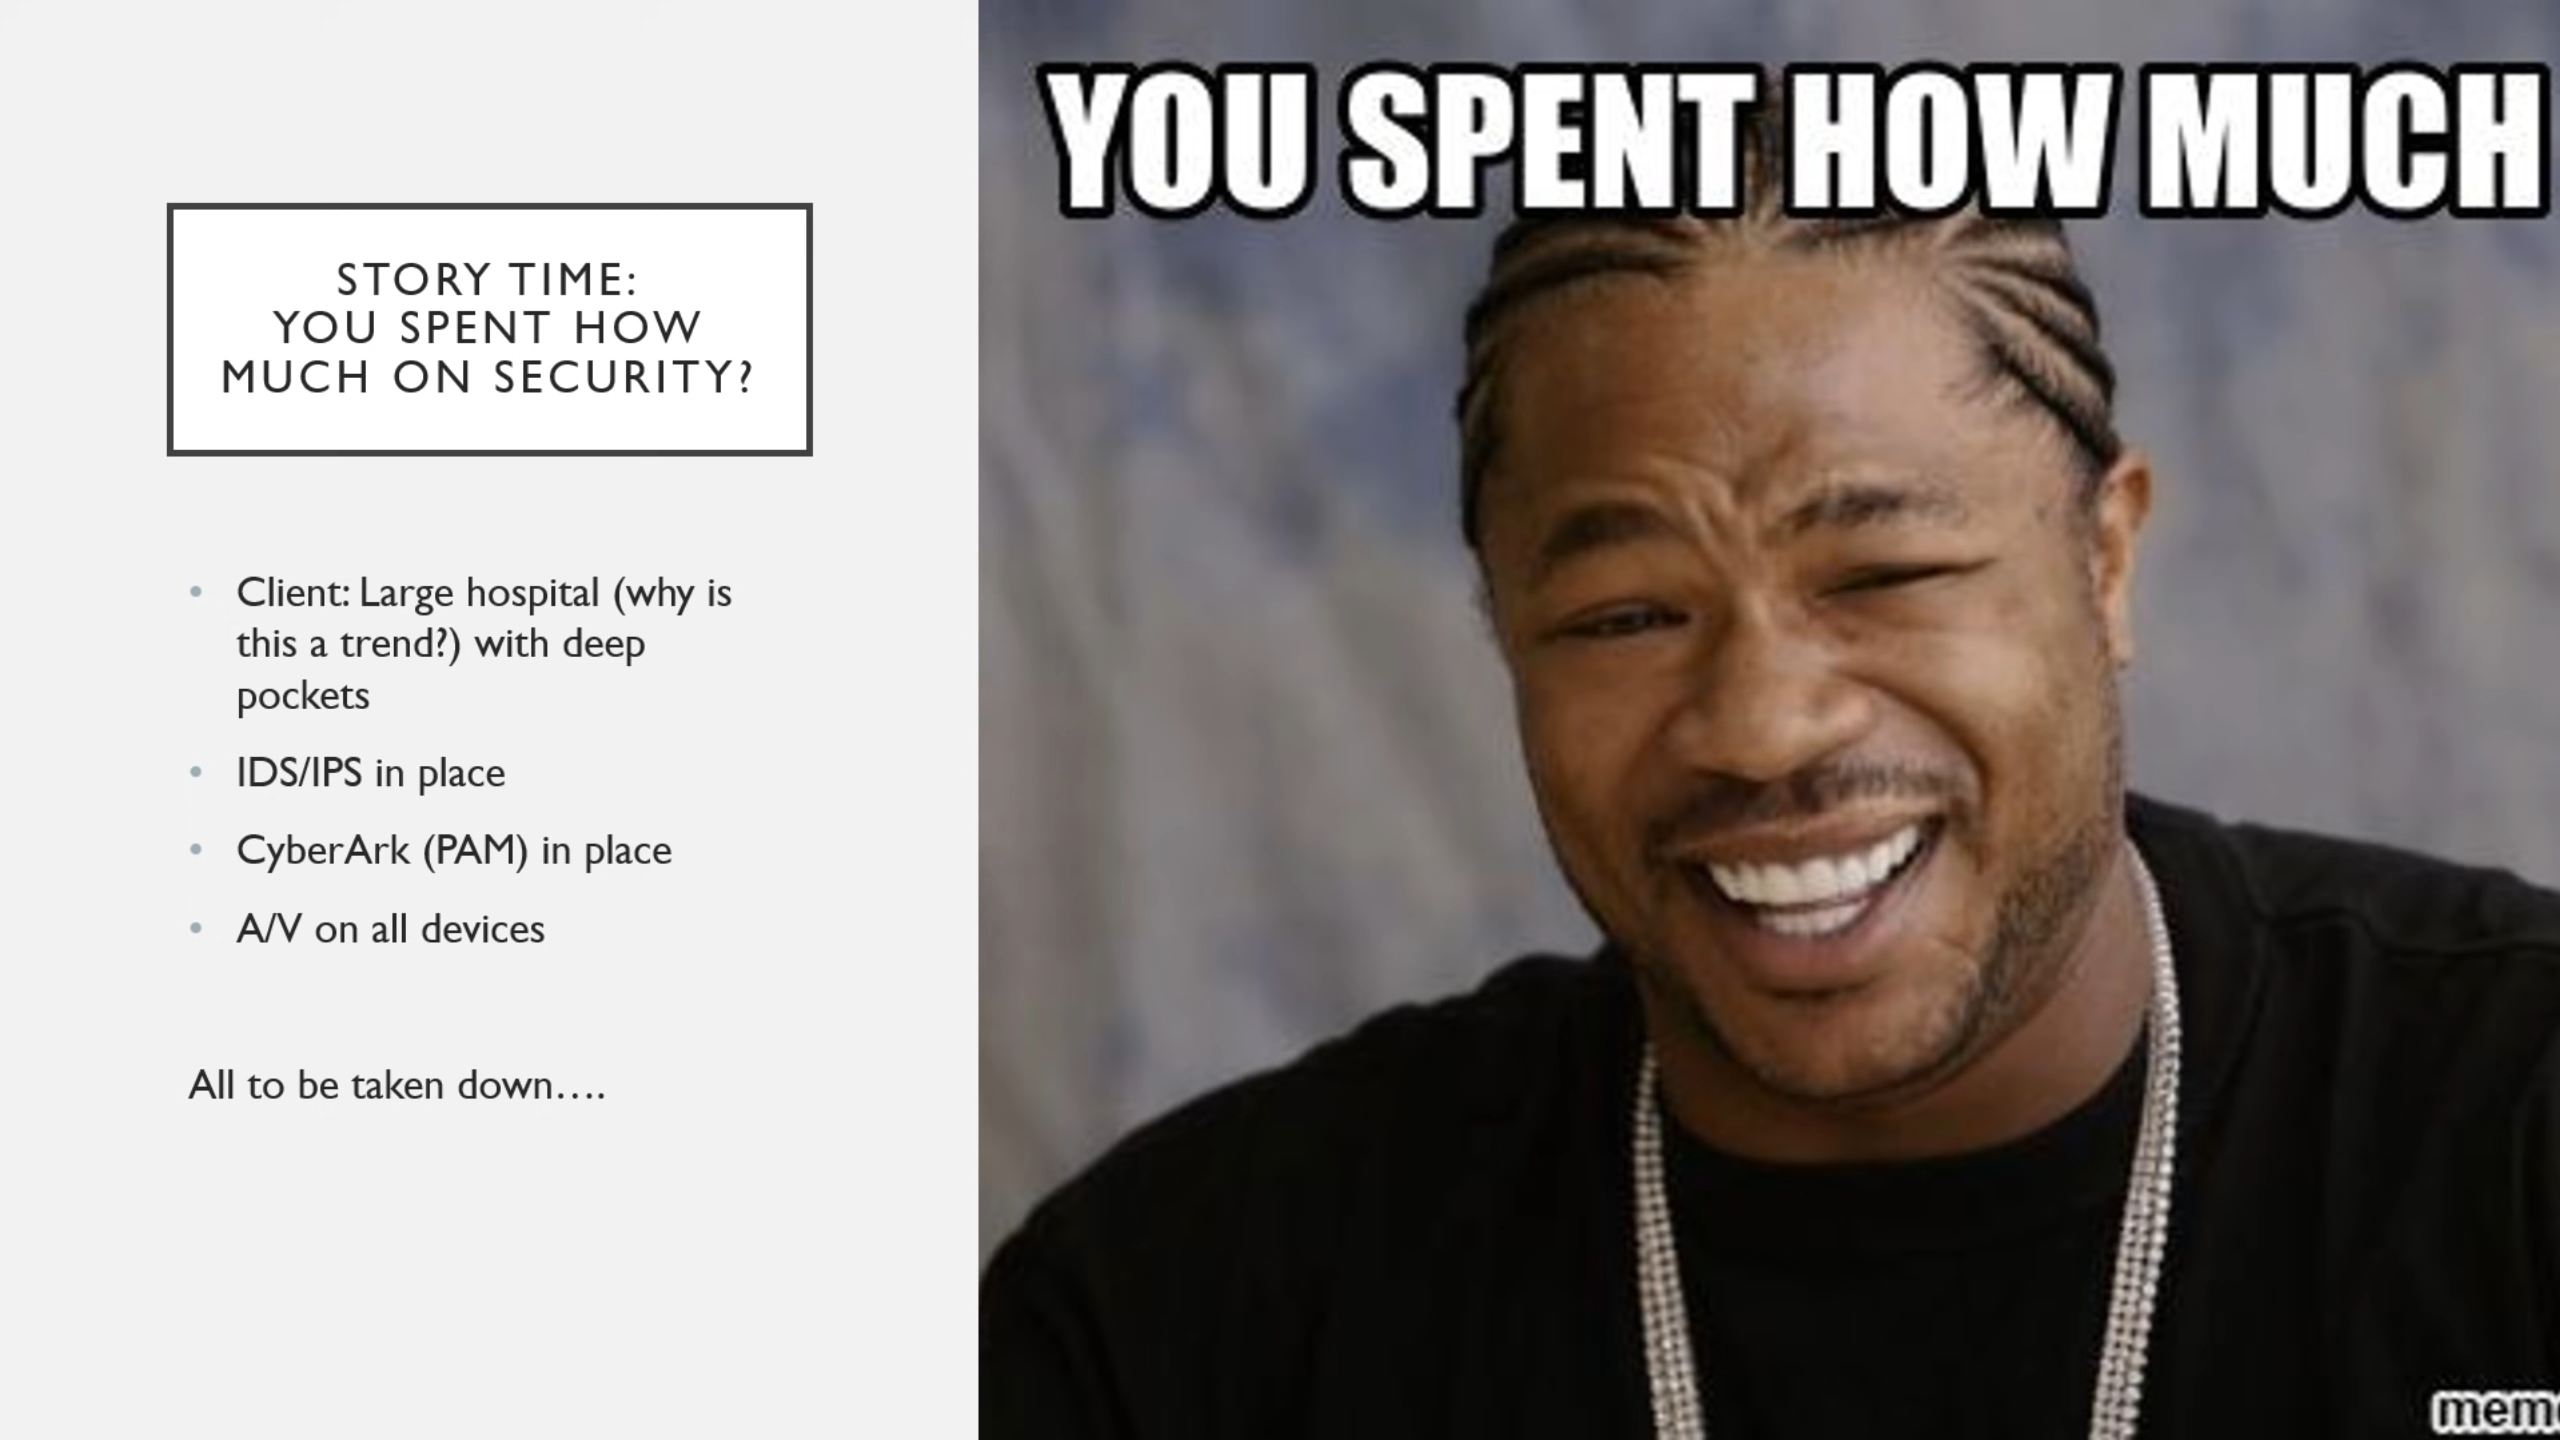 STORY TIME:
YOU SPENT HOW
MUCH ON SECURITY?
• Client: Large hospital (why is
this a trend?) with deep
pockets
• IDS/IPS in place
• CyberArk (PAM) in place
• A/V on all devices
All to be taken down....
YOU SPENT HOW MUCH